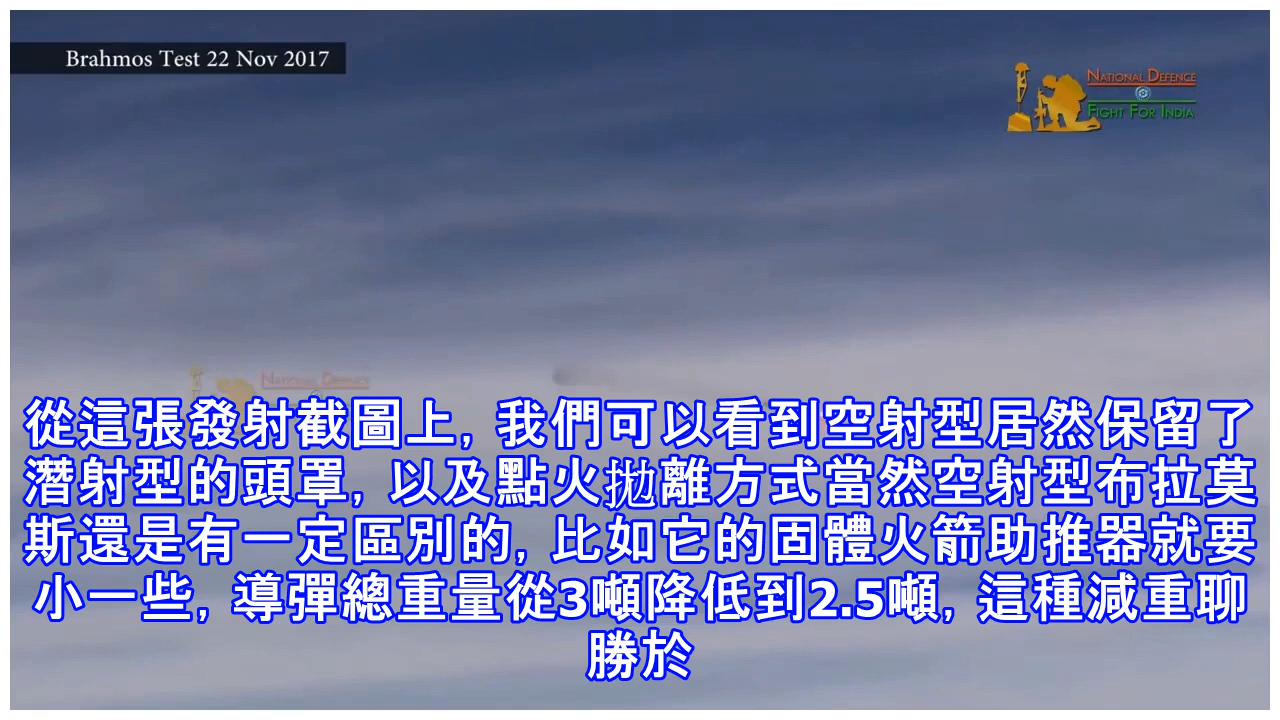 Brahmos Test 22 Nov 2017
NATIONAL DEFENCE
FIGHT FOR INDIA
NATIONAL DEFENCE
從這張發射截圖上, 我們可以看到空射型居然保留了
潛射型的頭罩, 以及點火拋離方式當然空射型布拉莫
斯還是有一定區別的, 比如它的固體火箭助推器就要
小一些, 導彈總重量從3噸降低到2.5噸, 這種減重聊
勝於